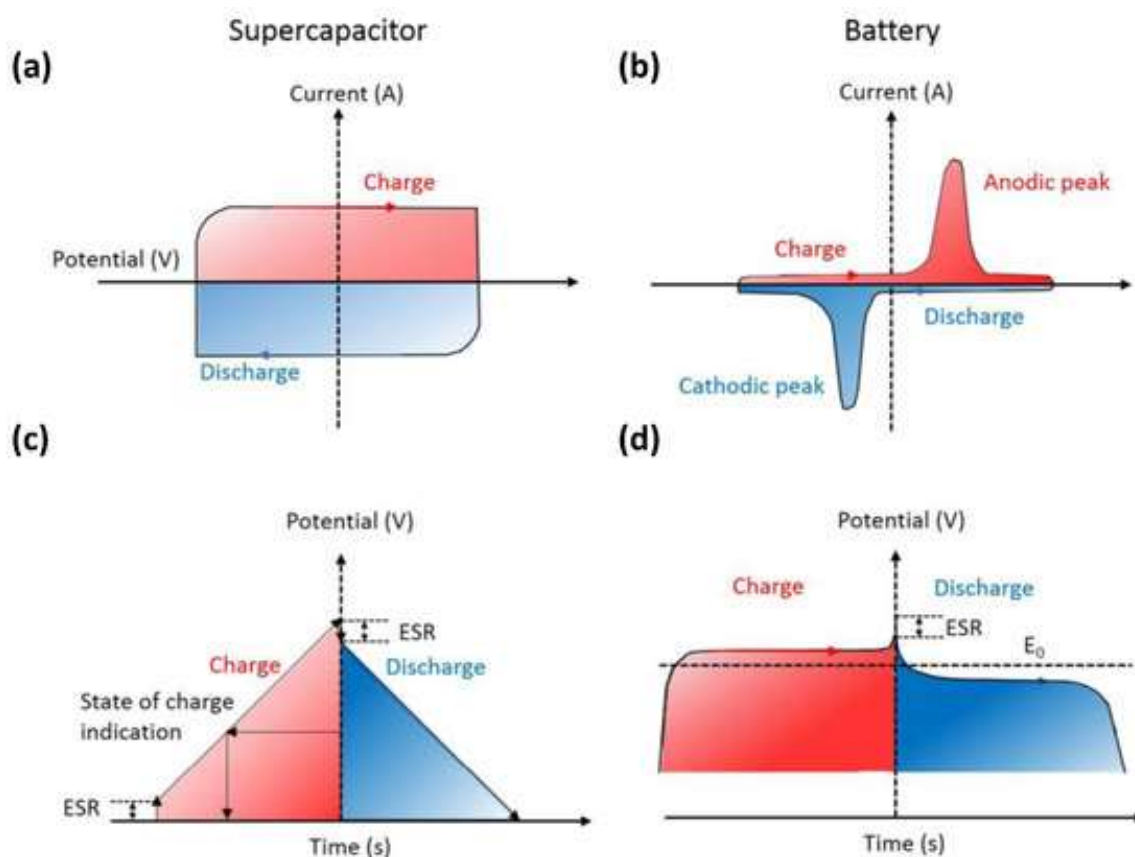 Supercapacitor
Battery
(a)
Current (A)
Charge
Potential (V)
Discharge
(b)
Current (A)
Anodic peak
Charge
Discharge
Cathodic peak
(c)
Potential (V)
ESR
Charge
Discharge
State of charge
indication
ESR
Time (s)
(d)
Potential (V)
Charge
Discharge
ESR
E₀
Time (s)